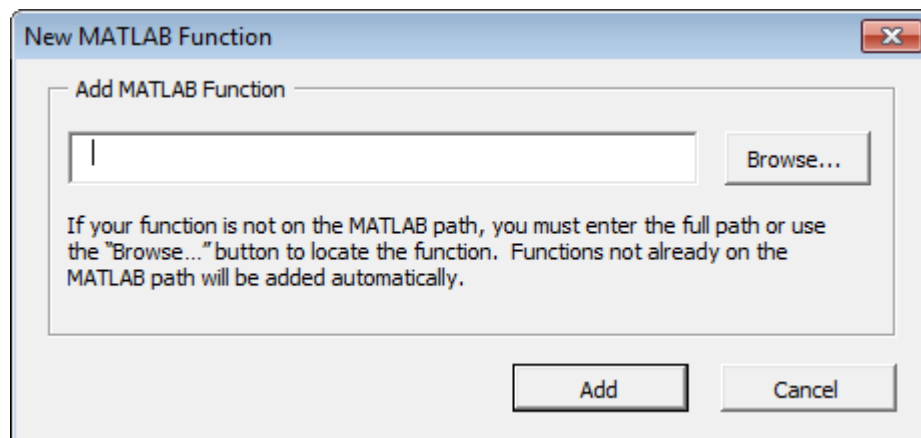 New MATLAB Function
Add MATLAB Function
Browse...
If your function is not on the MATLAB path, you must enter the full path or use
the “Browse...” button to locate the function.  Functions not already on the
MATLAB path will be added automatically.
Add
Cancel